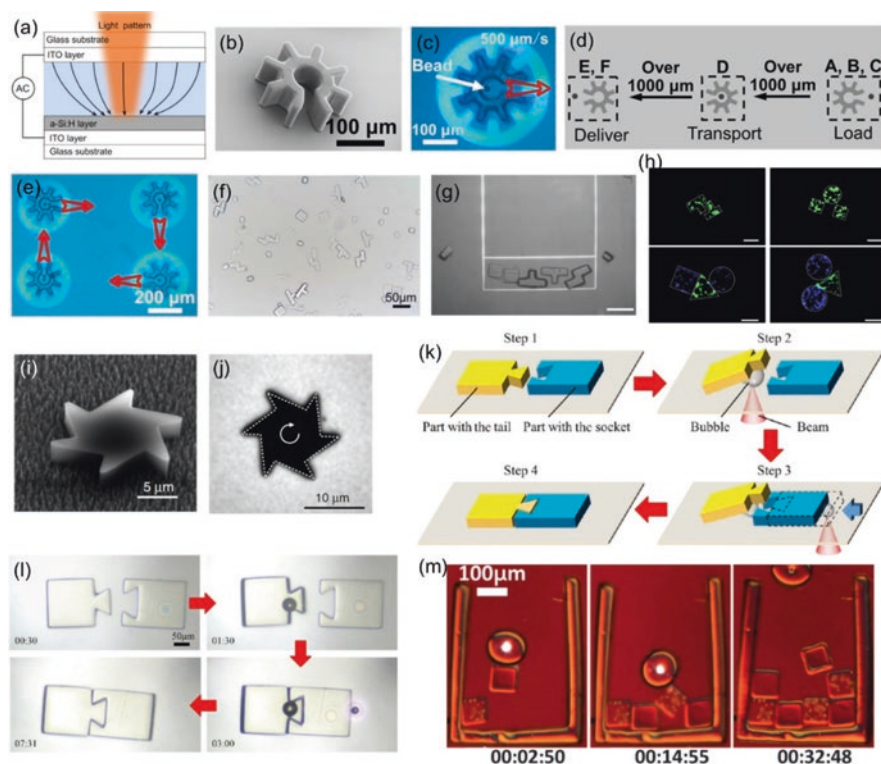 (a)
Light pattern
Glass substrate
ITO layer
AC
a-Si:H layer
ITO layer
Glass substrate
(b)
100 µm
(c)
500 µm/s
Bead
100 µm
(d)
E, F
Over
1000 µm
D
Over
1000 µm
A, B, C
Deliver
Transport
Load
(e)
200 µm
(f)
50µm
(g)
(h)
(i)
5 µm
(j)
10 µm
(k)
Step 1
Part with the tail
Part with the socket
Step 2
Bubble
Beam
Step 4
Step 3
(l)
00:30
50µm
01:30
07:31
03:00
(m)
100µm
00:02:50
00:14:55
00:32:48